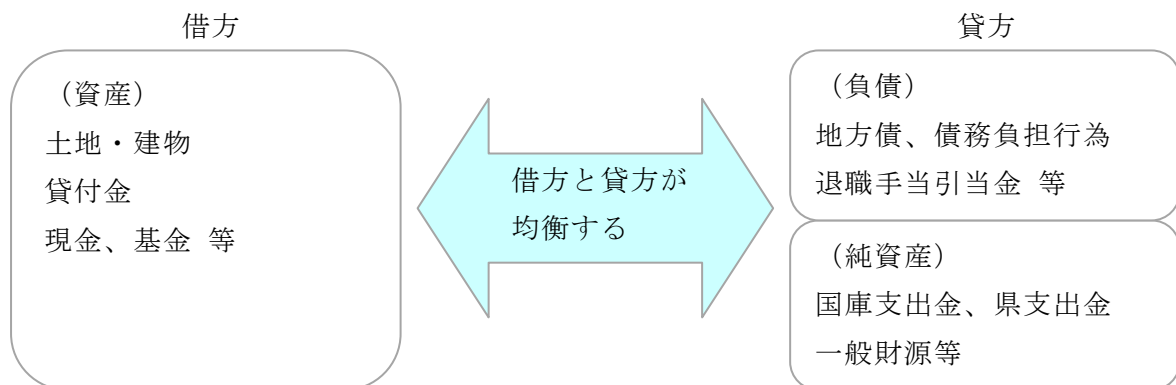 借方
（資産）
土地・建物
貸付金
現金、基金 等
借方と貸方が
均衡する
貸方
（負債）
地方債、債務負担行為
退職手当引当金 等
（純資産）
国庫支出金、県支出金
一般財源等